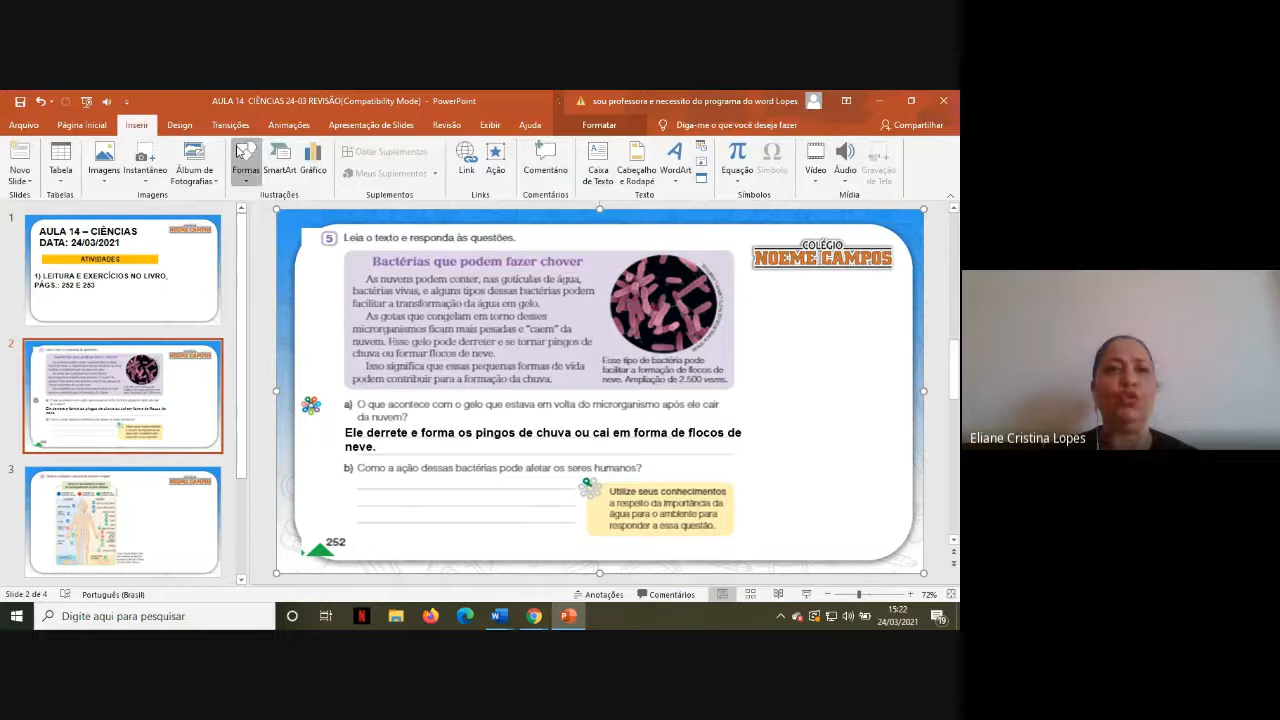 AULA 14 CIÊNCIAS 24-03 REVISÃO[Compatibility Mode] - PowerPoint
sou professora e necessito do programa do word Lopes
Arquivo Página Inicial Inserir Design Transições Animações Apresentação de Slides Revisão Exibir Ajuda Formatar Diga-me o que você deseja fazer Compartilhar
Novo Slide
Tabela
Imagens
Instantâneo
Álbum de Fotografias
Formas
SmartArt
Gráfico
Obter Suplementos
Meus Suplementos
Link
Ação
Comentário
Caixa de Texto
Cabeçalho e Rodapé
WordArt
Equação
Símbolo
Vídeo
Áudio
Gravação de Tela
Slides Tabelas Imagens Ilustrações Suplementos Links Comentários Texto Símbolos Mídia
1
AULA 14 – CIÊNCIAS
DATA: 24/03/2021
ATIVIDADES
1) LEITURA E EXERCÍCIOS NO LIVRO,
PÁGS.: 252 E 253
NOEME CAMPOS
2
NOEME CAMPOS
3
NOEME CAMPOS
5 Leia o texto e responda às questões.
COLÉGIO
NOEME CAMPOS
Bactérias que podem fazer chover
As nuvens podem conter, nas gotículas de água,
bactérias vivas, e alguns tipos dessas bactérias podem
facilitar a transformação da água em gelo.
As gotas que congelam em torno desses
microrganismos ficam mais pesadas e "caem" da
nuvem. Esse gelo pode derreter e se tornar pingos de
chuva ou formar flocos de neve.
Isso significa que essas pequenas formas de vida
podem contribuir para a formação da chuva.
Esse tipo de bactéria pode
facilitar a formação de flocos de
neve. Ampliação de 2.500 vezes.
a) O que acontece com o gelo que estava em volta do microrganismo após ele cair
da nuvem?
Ele derrete e forma os pingos de chuva ou cai em forma de flocos de
neve.
b) Como a ação dessas bactérias pode afetar os seres humanos?
Utilize seus conhecimentos
a respeito da importância da
água para o ambiente para
responder a essa questão.
252
Eliane Cristina Lopes
Slide 2 de 4 Português (Brasil) Anotações Comentários 72%
Digite aqui para pesquisar
15:22
24/03/2021
19